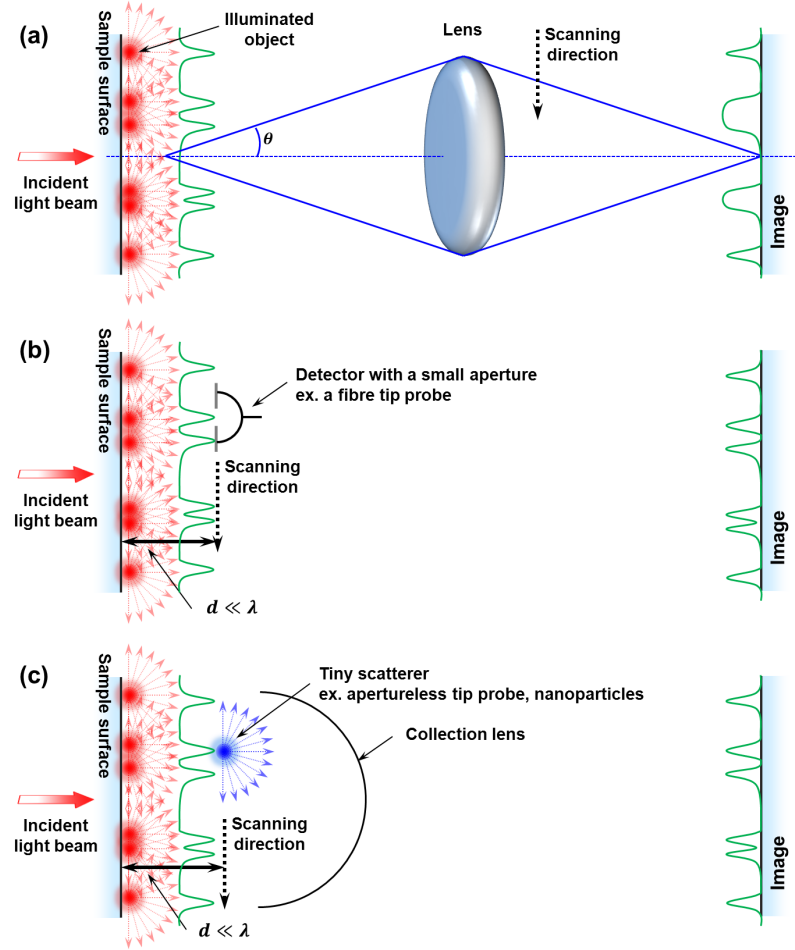 (a)
Sample surface
Illuminated
object
Lens
Scanning
direction
θ
Incident
light beam
Image
(b)
Sample surface
Detector with a small aperture
ex. a fibre tip probe
Scanning
direction
Incident
light beam
d ≪ λ
Image
(c)
Sample surface
Tiny scatterer
ex. apertureless tip probe, nanoparticles
Collection lens
Scanning
direction
Incident
light beam
d ≪ λ
Image